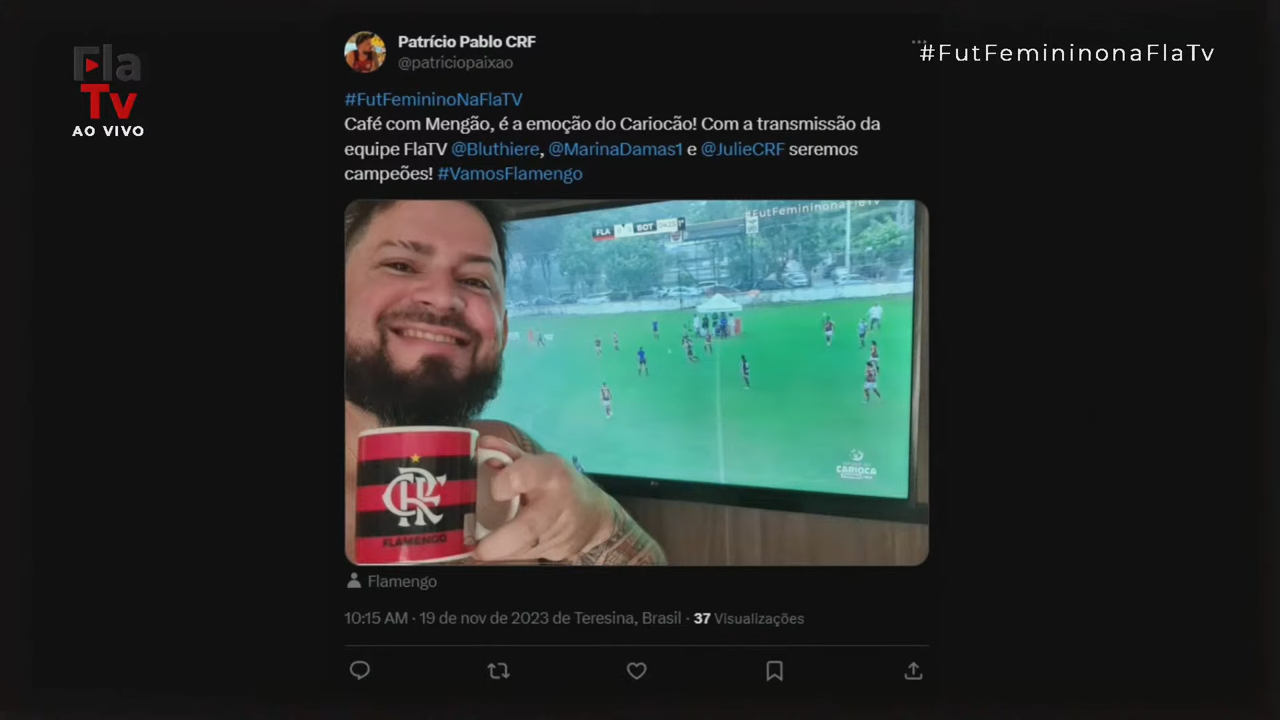 Fla
Tv
AO VIVO
#FutFemininonaFlaTv
Patrício Pablo CRF
@patriciopaixao
#FutFemininoNaFlaTV
Café com Mengão, é a emoção do Cariocão! Com a transmissão da
equipe FlaTV @Bluthiere, @MarinaDamas1 e @JulieCRF seremos
campeões! #VamosFlamengo
#FutFemininonaFlaTv
FLA
BOT
CARIOCA
CRF
FLAMENGO
Flamengo
10:15 AM · 19 de nov de 2023 de Teresina, Brasil · 37 Visualizações